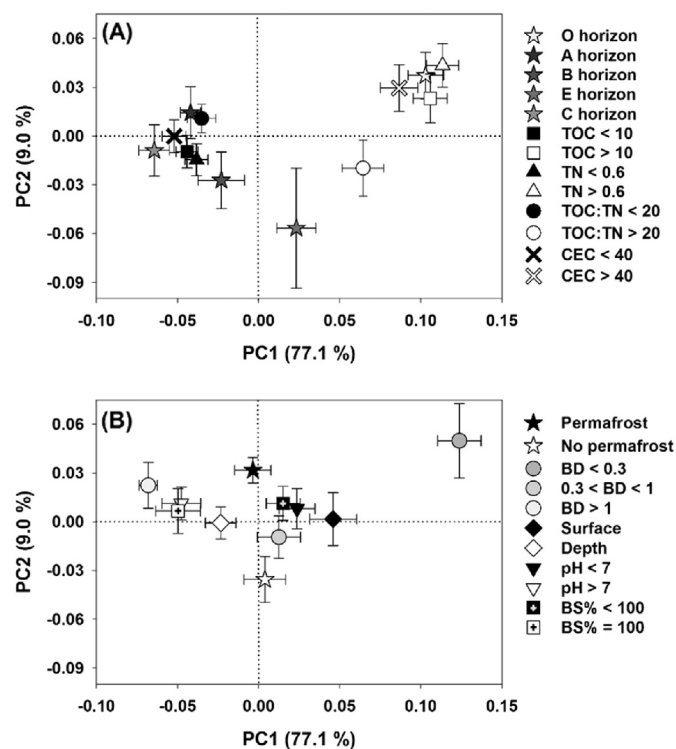 (A)
0.06
0.03
0.00
-0.03
-0.06
-0.09
PC2 (9.0 %)
-0.10
-0.05
0.00
0.05
0.10
0.15
PC1 (77.1 %)
O horizon
A horizon
B horizon
E horizon
C horizon
TOC < 10
TOC > 10
TN < 0.6
TN > 0.6
TOC:TN < 20
TOC:TN > 20
CEC < 40
CEC > 40
(B)
0.06
0.03
0.00
-0.03
-0.06
-0.09
PC2 (9.0 %)
-0.10
-0.05
0.00
0.05
0.10
0.15
PC1 (77.1 %)
Permafrost
No permafrost
BD < 0.3
0.3 < BD < 1
BD > 1
Surface
Depth
pH < 7
pH > 7
BS% < 100
BS% = 100